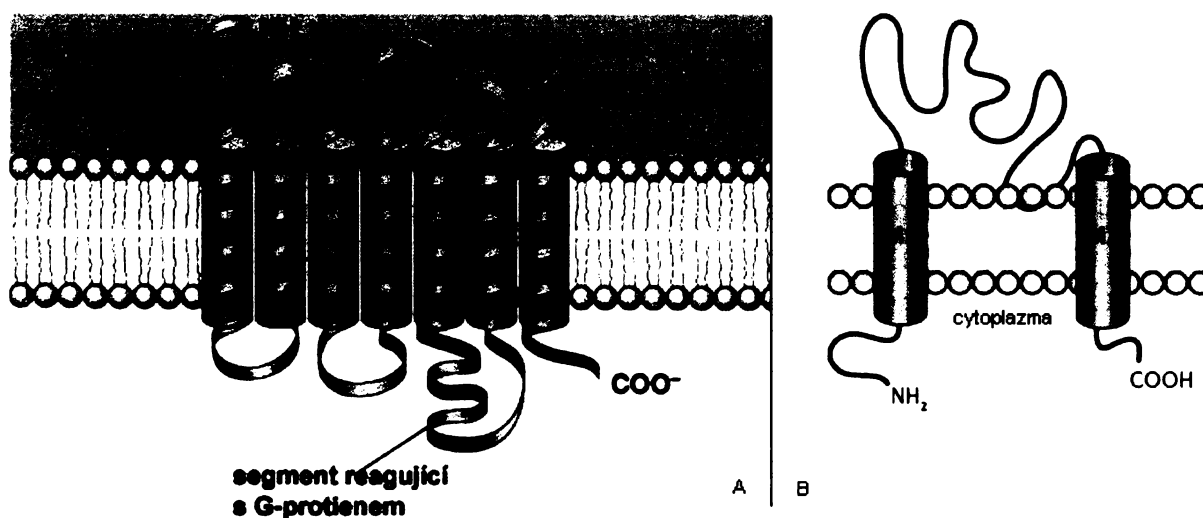 COO⁻
segment reagující
s G-protienem
A
B
cytoplazma
NH₂
COOH